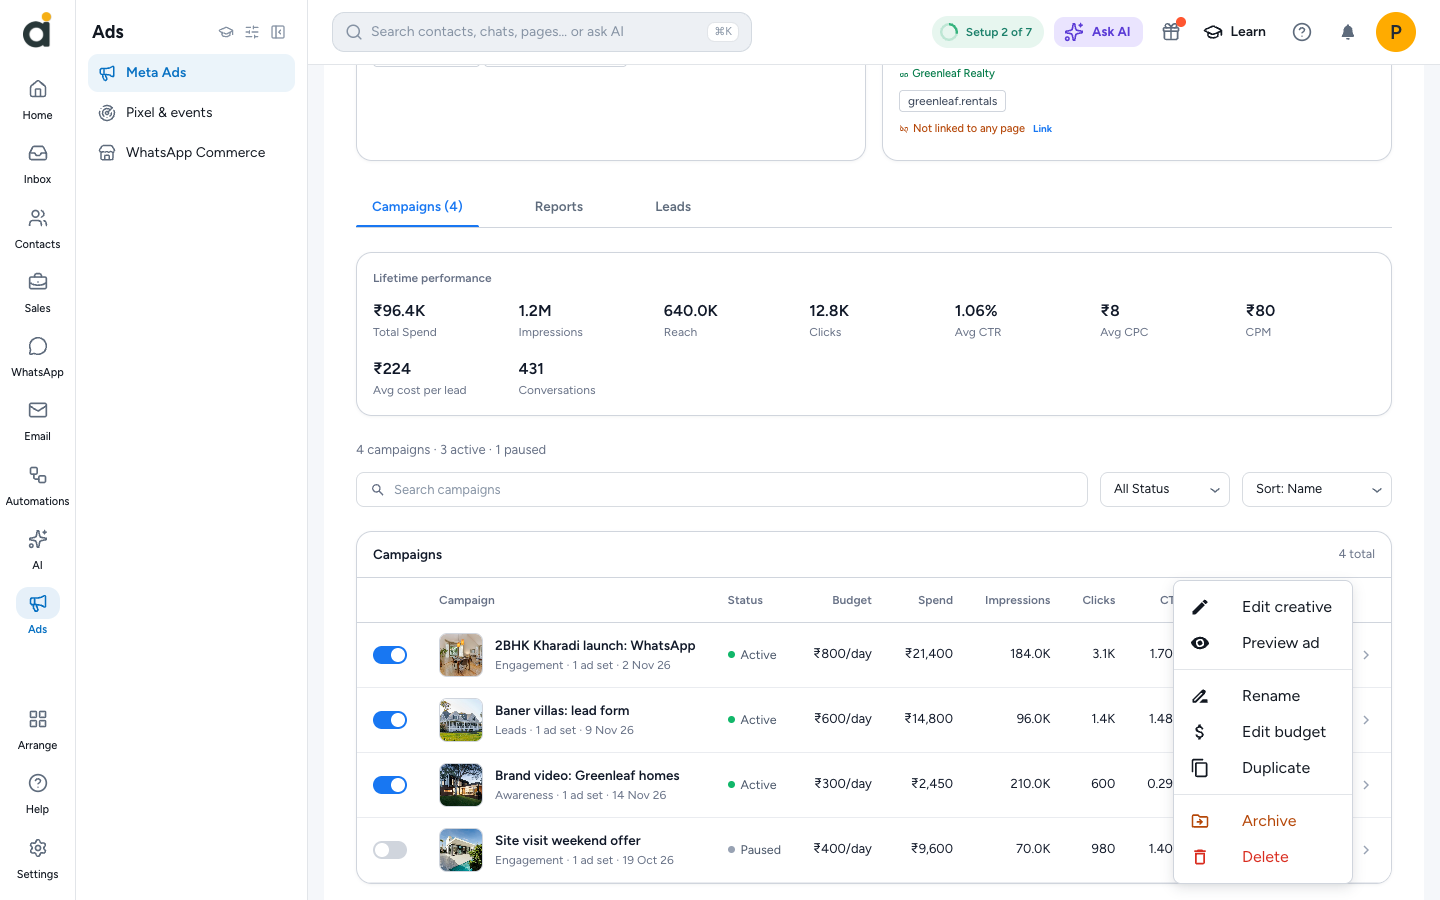 Ads
Search contacts, chats, pages... or ask AI
⌘K
Setup 2 of 7
Ask AI
Learn
P
Home
Inbox
Contacts
Sales
WhatsApp
Email
Automations
AI
Ads
Arrange
Help
Settings
Meta Ads
Pixel & events
WhatsApp Commerce
Greenleaf Realty
greenleaf.rentals
Not linked to any page Link
Campaigns (4)
Reports
Leads
Lifetime performance
₹96.4K
Total Spend
1.2M
Impressions
640.0K
Reach
12.8K
Clicks
1.06%
Avg CTR
₹8
Avg CPC
₹80
CPM
₹224
Avg cost per lead
431
Conversations
4 campaigns · 3 active · 1 paused
Search campaigns
All Status
Sort: Name
Campaigns
4 total
Campaign Status Budget Spend Impressions Clicks
2BHK Kharadi launch: WhatsApp
Engagement · 1 ad set · 2 Nov 26
Active ₹800/day ₹21,400 184.0K 3.1K 1.70
Baner villas: lead form
Leads · 1 ad set · 9 Nov 26
Active ₹600/day ₹14,800 96.0K 1.4K 1.48
Brand video: Greenleaf homes
Awareness · 1 ad set · 14 Nov 26
Active ₹300/day ₹2,450 210.0K 600 0.29
Site visit weekend offer
Engagement · 1 ad set · 19 Oct 26
Paused ₹400/day ₹9,600 70.0K 980 1.40
Edit creative
Preview ad
Rename
Edit budget
Duplicate
Archive
Delete